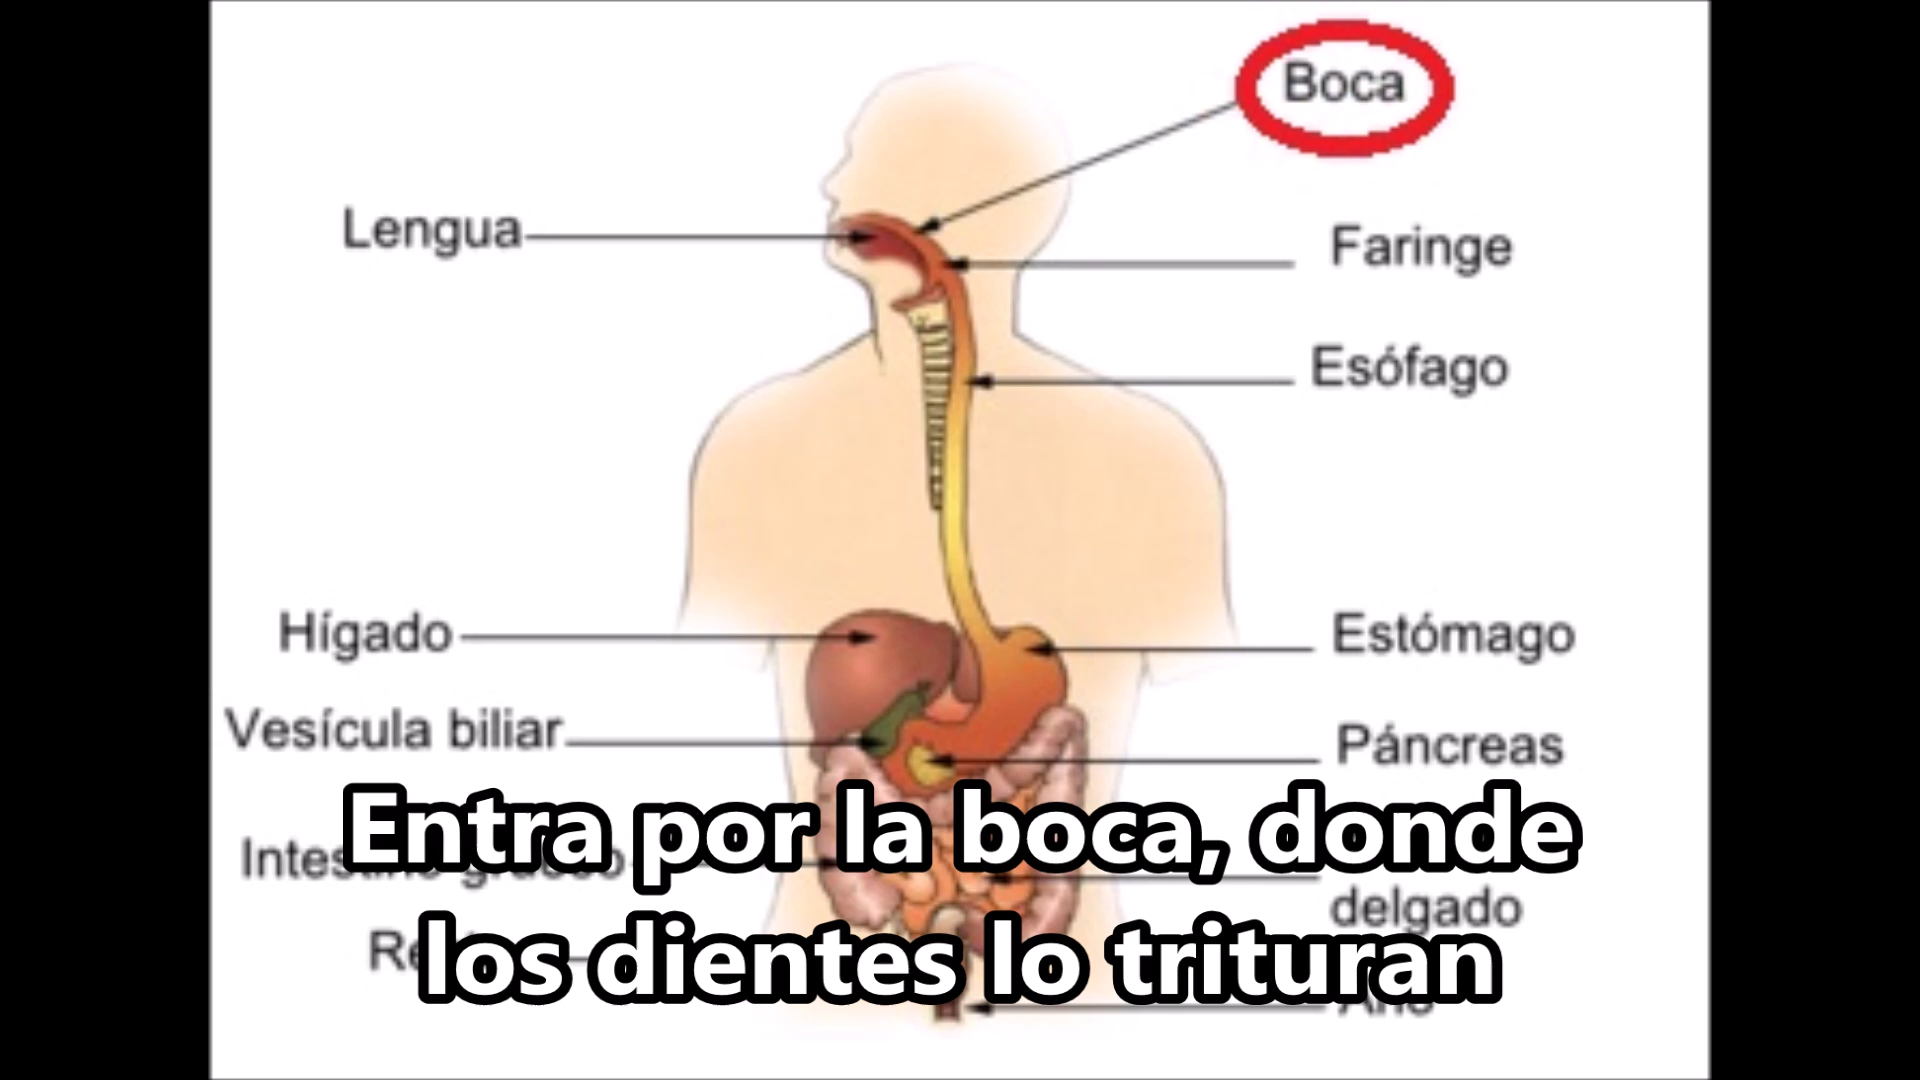 Boca
Lengua
Faringe
Esófago
Hígado
Estómago
Vesícula biliar
Páncreas
Entra por la boca, donde
delgado
los dientes lo trituran